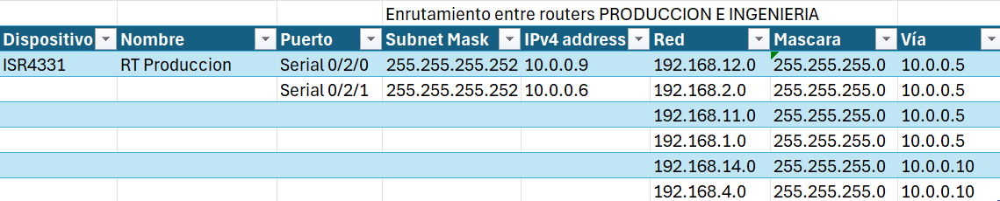 Enrutamiento entre routers PRODUCCION E INGENIERIA
Dispositivo Nombre Puerto Subnet Mask IPv4 address Red Mascara Vía
ISR4331 RT Produccion Serial 0/2/0 255.255.255.252 10.0.0.9 192.168.12.0 255.255.255.0 10.0.0.5
Serial 0/2/1 255.255.255.252 10.0.0.6 192.168.2.0 255.255.255.0 10.0.0.5
192.168.11.0 255.255.255.0 10.0.0.5
192.168.1.0 255.255.255.0 10.0.0.5
192.168.14.0 255.255.255.0 10.0.0.10
192.168.4.0 255.255.255.0 10.0.0.10